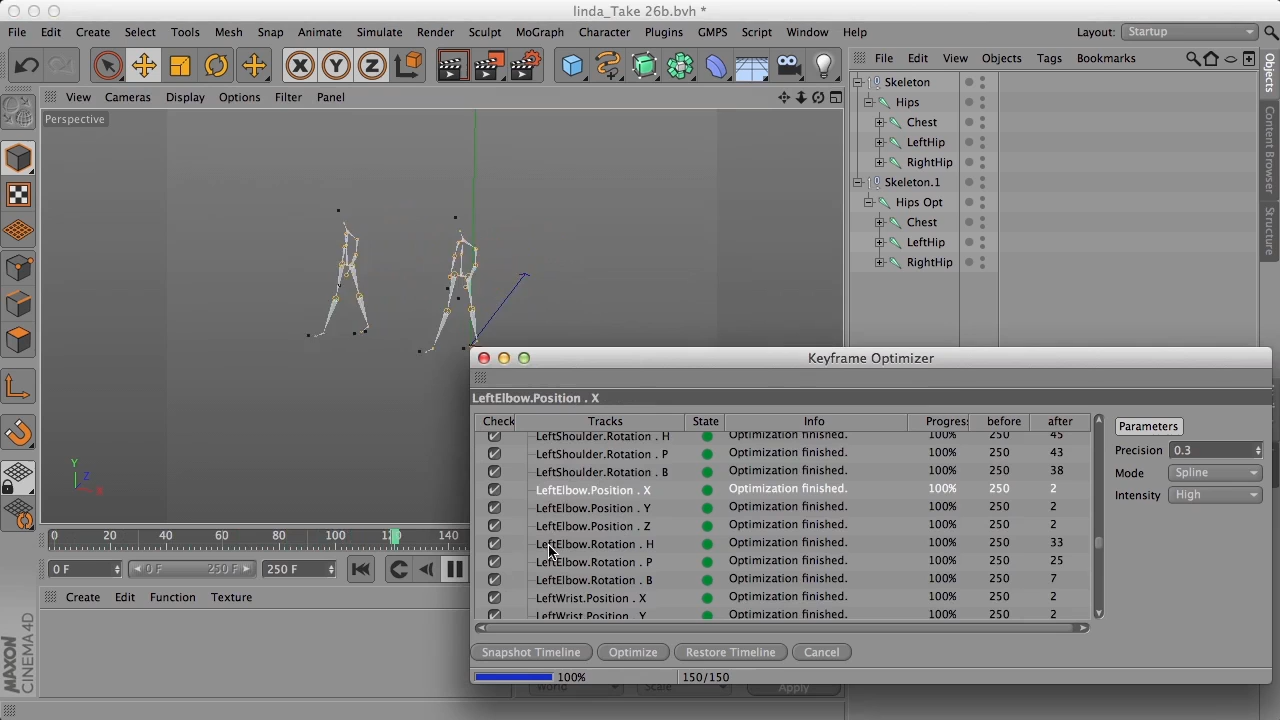 linda_Take 26b.bvh *
File Edit Create Select Tools Mesh Snap Animate Simulate Render Sculpt MoGraph Character Plugins GMPS Script Window Help Layout: Startup
X Y Z
View Cameras Display Options Filter Panel
File Edit View Objects Tags Bookmarks
Perspective
Skeleton
Hips
Chest
LeftHip
RightHip
Skeleton.1
Hips Opt
Chest
LeftHip
RightHip
Objects
Content Browser
Structure
Y
Z
X
Keyframe Optimizer
LeftElbow.Position . X
Check Tracks State Info Progres before after
LeftShoulder.Rotation . H Optimization finished. 100% 250 45
LeftShoulder.Rotation . P Optimization finished. 100% 250 43
LeftShoulder.Rotation . B Optimization finished. 100% 250 38
LeftElbow.Position . X Optimization finished. 100% 250 2
LeftElbow.Position . Y Optimization finished. 100% 250 2
LeftElbow.Position . Z Optimization finished. 100% 250 2
LeftElbow.Rotation . H Optimization finished. 100% 250 33
LeftElbow.Rotation . P Optimization finished. 100% 250 25
LeftElbow.Rotation . B Optimization finished. 100% 250 7
LeftWrist.Position . X Optimization finished. 100% 250 2
LeftWrist.Position . Y Optimization finished. 100% 250 2
Parameters
Precision 0.3
Mode Spline
Intensity High
Snapshot Timeline Optimize Restore Timeline Cancel
100% 150/150
0 20 40 60 80 100 120 140
0 F 0 F 250 F 250 F
Create Edit Function Texture
World Scale Apply
MAXON
CINEMA 4D